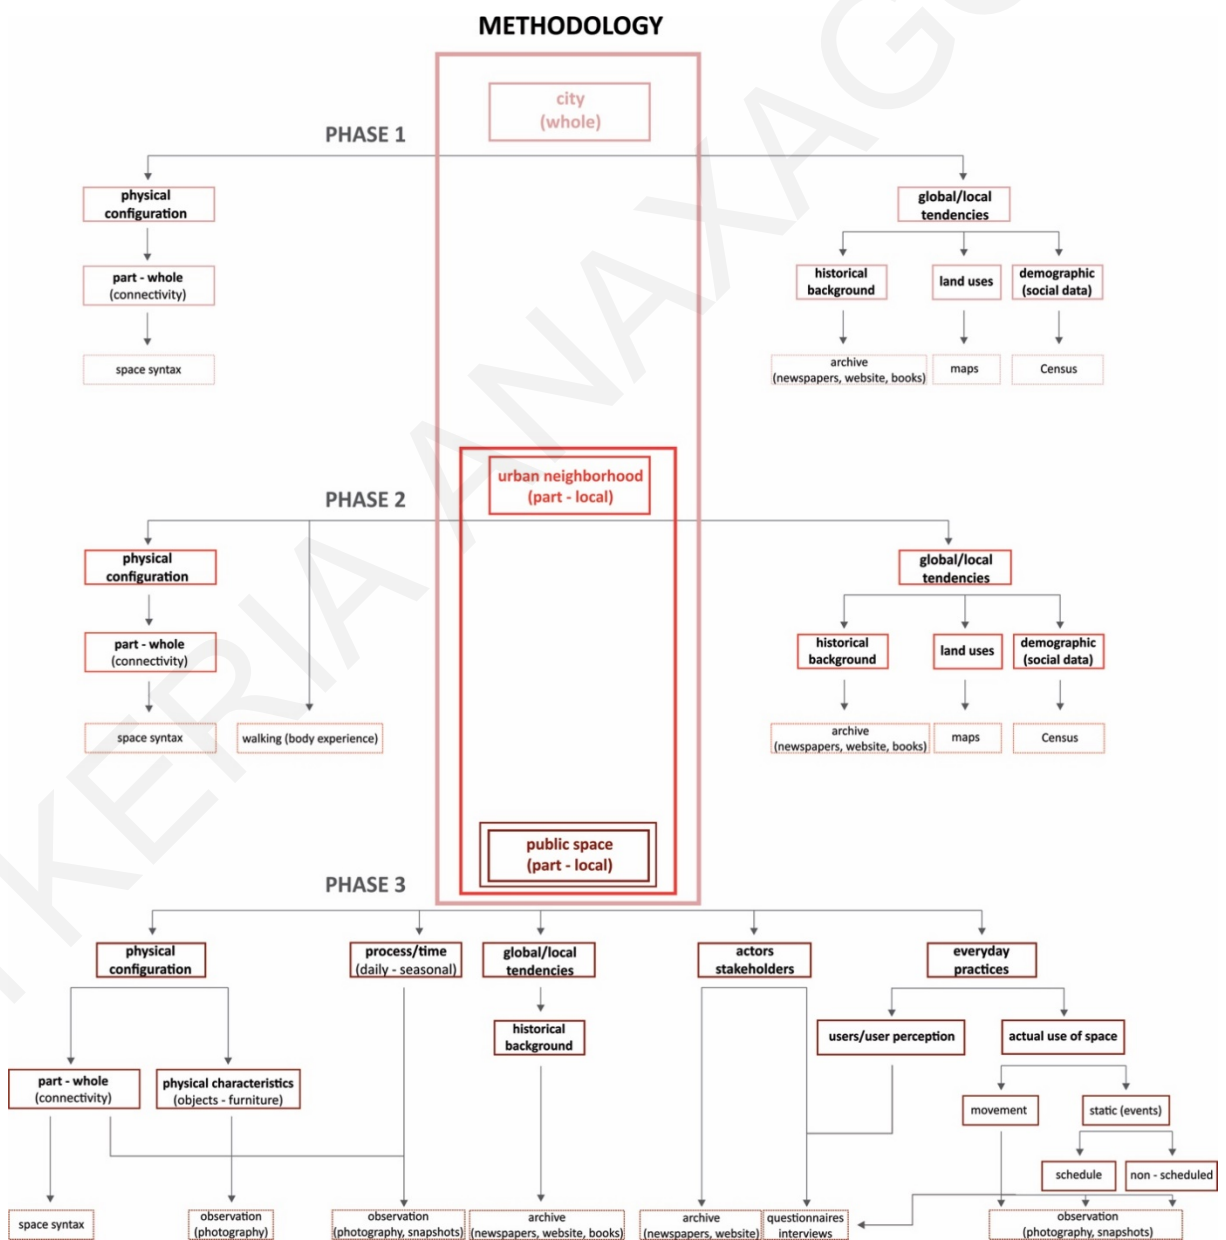 METHODOLOGY
city
(whole)
PHASE 1
physical
configuration
global/local
tendencies
part - whole
(connectivity)
historical
background
land uses
demographic
(social data)
space syntax
archive
(newspapers, website, books)
maps
Census
urban neighborhood
(part - local)
PHASE 2
physical
configuration
global/local
tendencies
part - whole
(connectivity)
historical
background
land uses
demographic
(social data)
space syntax
walking (body experience)
archive
(newspapers, website, books)
maps
Census
public space
(part - local)
PHASE 3
physical
configuration
process/time
(daily - seasonal)
global/local
tendencies
actors
stakeholders
everyday
practices
historical
background
users/user perception
actual use of space
part - whole
(connectivity)
physical characteristics
(objects - furniture)
movement
static (events)
schedule
non - scheduled
space syntax
observation
(photography)
observation
(photography, snapshots)
archive
(newspapers, website, books)
archive
(newspapers, website)
questionnaires
interviews
observation
(photography, snapshots)
KERIA ANAXAGO